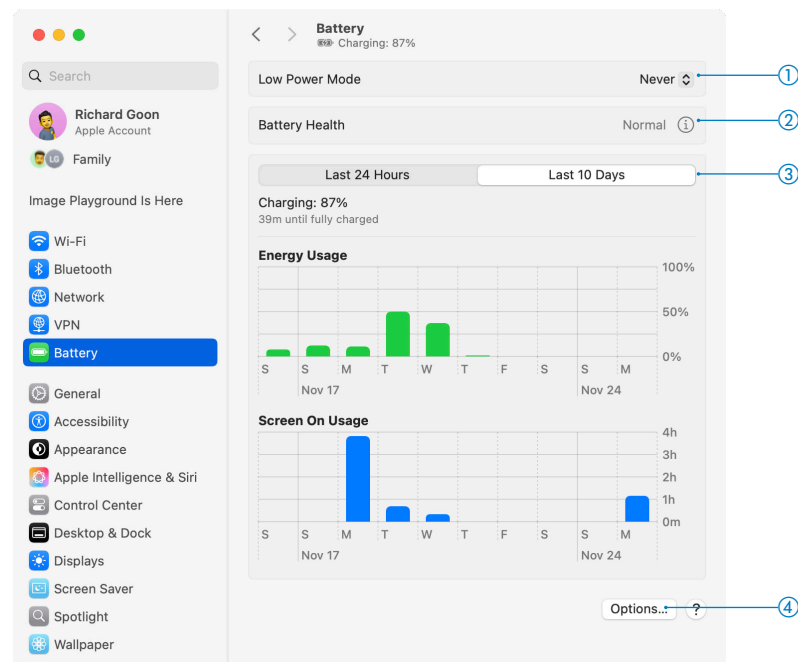 Battery
Charging: 87%
Search
Richard Goon
Apple Account
LG
Family
Image Playground Is Here
Wi-Fi
Bluetooth
Network
VPN
Battery
General
Accessibility
Appearance
Apple Intelligence & Siri
Control Center
Desktop & Dock
Displays
Screen Saver
Spotlight
Wallpaper
Low Power Mode Never 1
Battery Health Normal i 2
Last 24 Hours Last 10 Days 3
Charging: 87%
39m until fully charged
Energy Usage
100%
50%
0%
S S M T W T F S S M
Nov 17 Nov 24
Screen On Usage
4h
3h
2h
1h
0m
S S M T W T F S S M
Nov 17 Nov 24
Options... ? 4